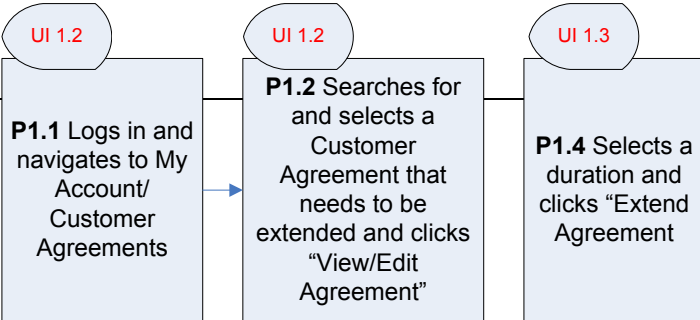 UI 1.2
P1.1 Logs in and
navigates to My
Account/
Customer
Agreements
UI 1.2
P1.2 Searches for
and selects a
Customer
Agreement that
needs to be
extended and clicks
“View/Edit
Agreement”
UI 1.3
P1.4 Selects a
duration and
clicks “Extend
Agreement